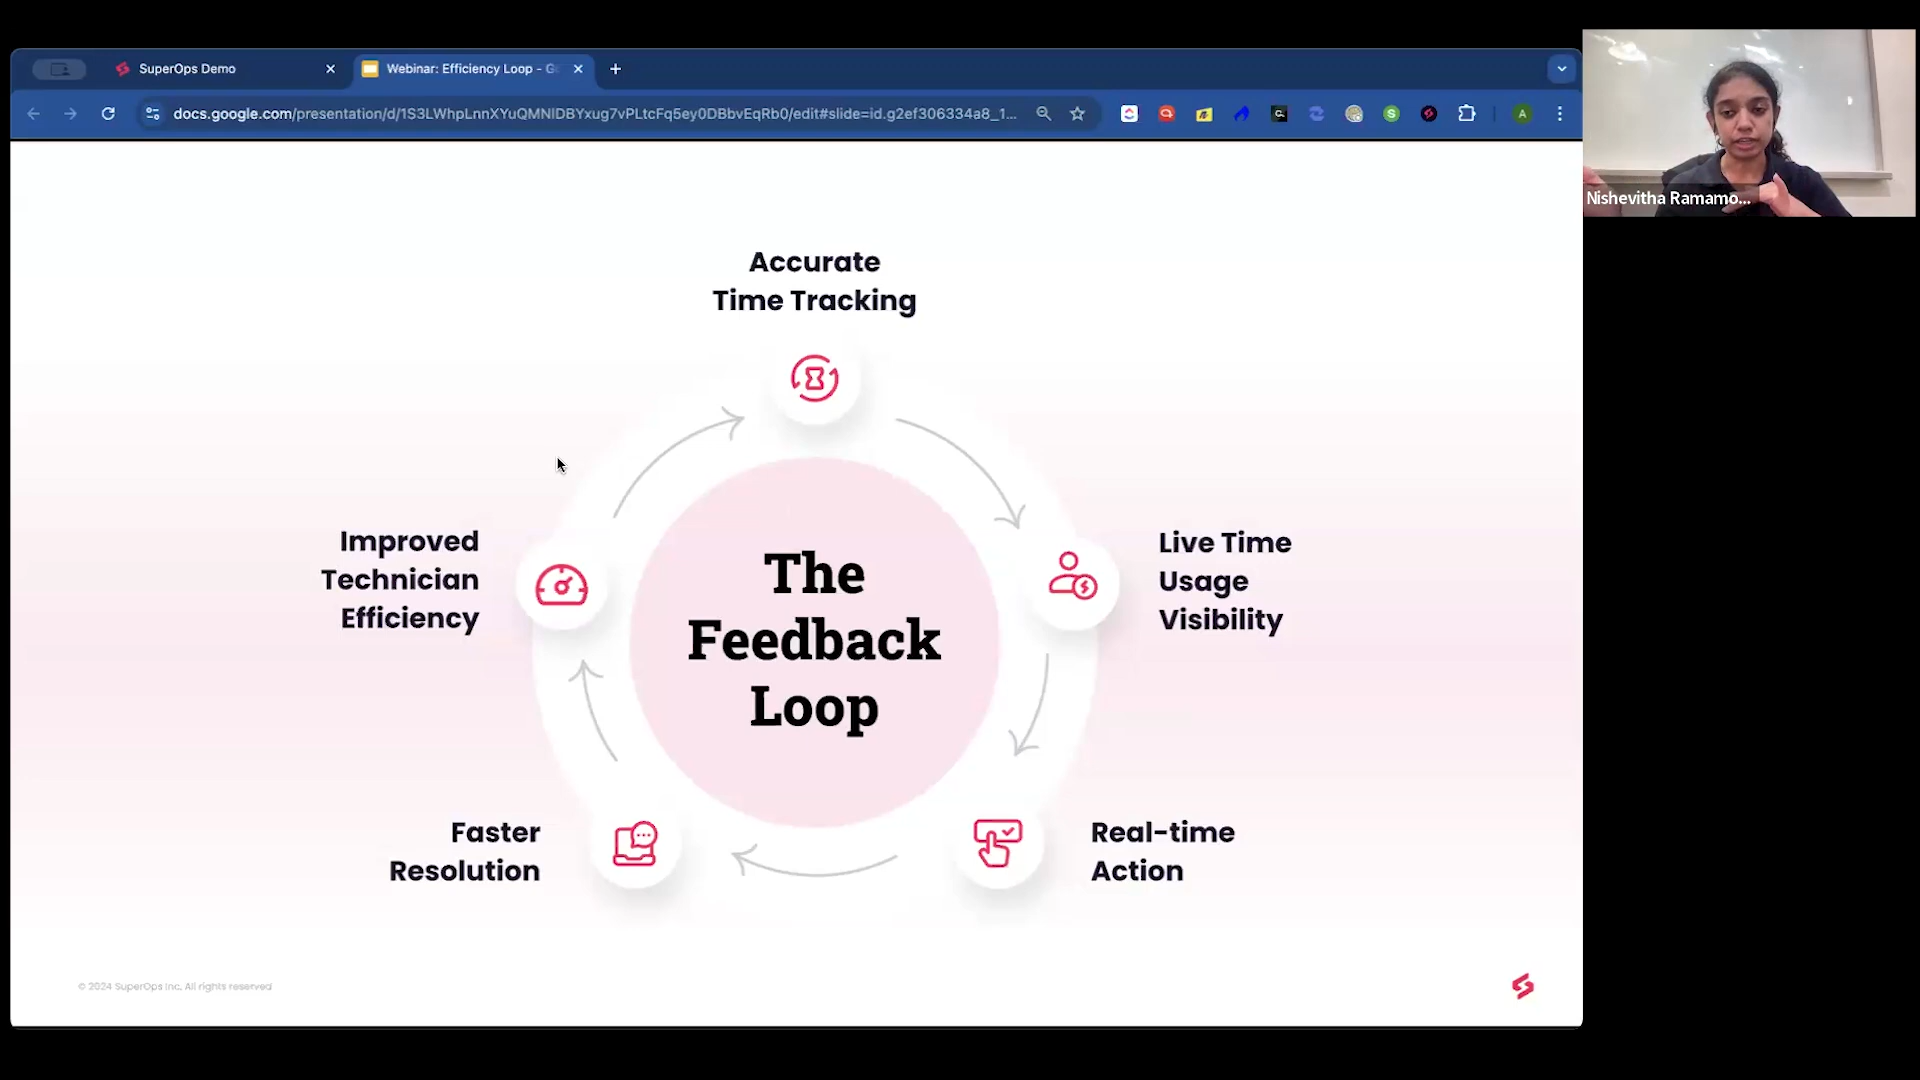 SuperOps Demo
Webinar: Efficiency Loop - G
docs.google.com/presentation/d/1S3LWhpLnnXYuQMNIDBYxug7vPLtcFq5ey0DBbvEqRb0/edit#slide=id.g2ef306334a8_1...
A
Nishevitha Ramamo...
Accurate
Time Tracking
Live Time
Usage
Visibility
Real-time
Action
Faster
Resolution
Improved
Technician
Efficiency
The
Feedback
Loop
© 2024 SuperOps Inc, All rights reserved